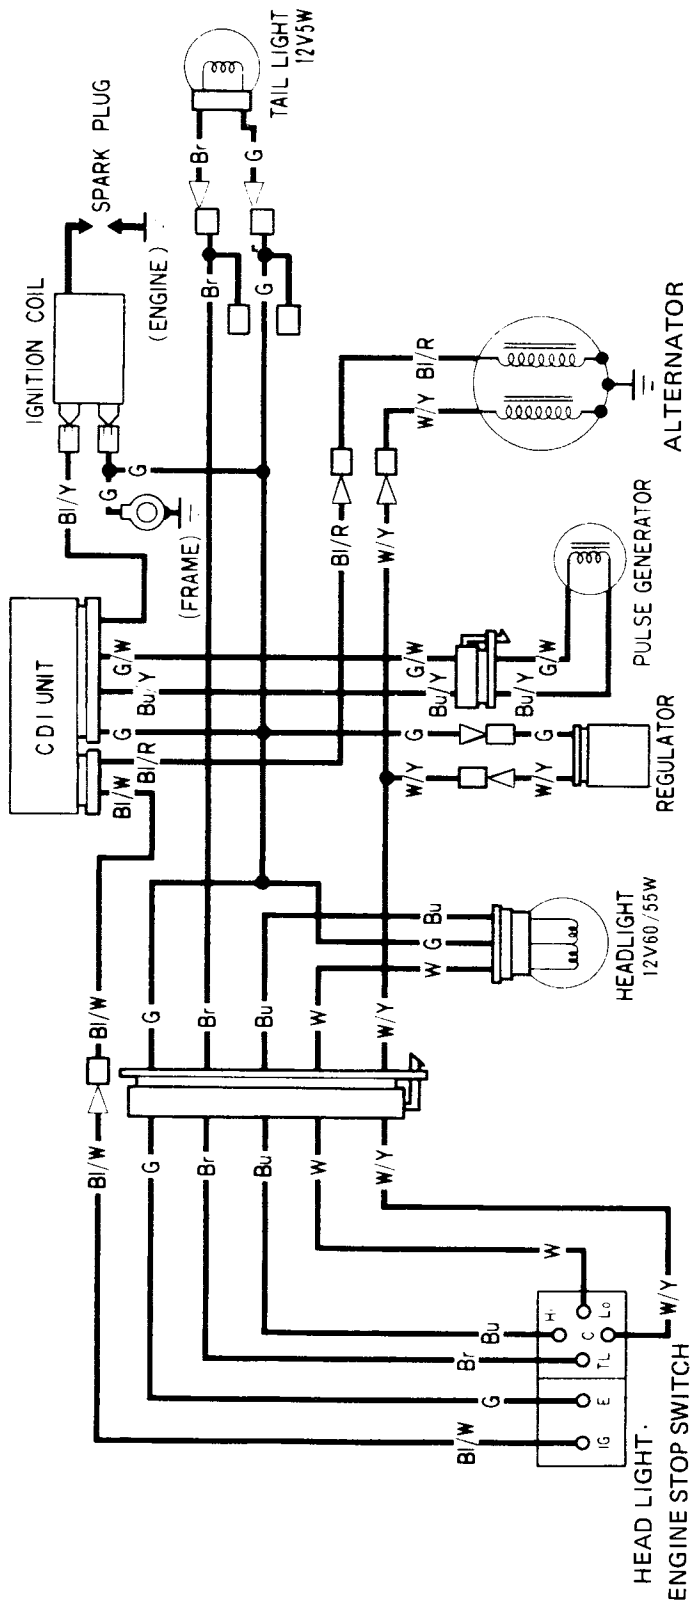 TAIL LIGHT
12V5W
Br
G
Br
G
SPARK PLUG
(ENGINE)
IGNITION COIL
Bl/Y
G
G
(FRAME)
Bl/R
W/Y
Bl/R
W/Y
ALTERNATOR
CDI UNIT
G/W
Bu/Y
G
Bl/R
Bl/W
G/W
Bu/Y
G/W
Bu/Y
PULSE GENERATOR
G
W/Y
G
W/Y
REGULATOR
Bu
G
W
HEADLIGHT
12V60/55W
Bl/W
G
Br
Bu
W
W/Y
Bl/W
G
Br
Bu
W
W/Y
W
Bu
Br
G
Bl/W
W/Y
Lo
C
TL
E
IG
HEAD LIGHT.
ENGINE STOP SWITCH